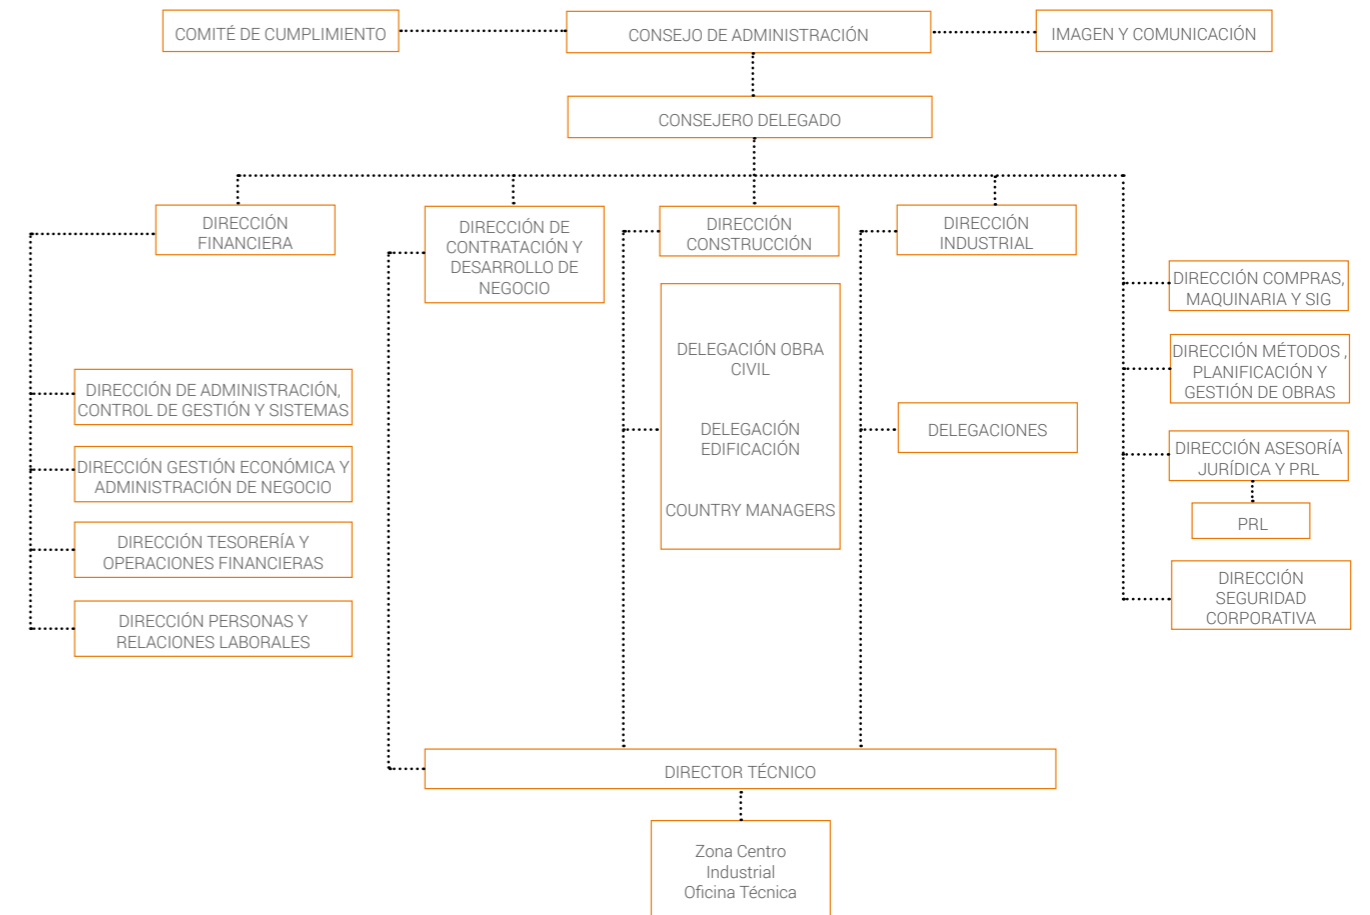 COMITÉ DE CUMPLIMIENTO
CONSEJO DE ADMINISTRACIÓN
IMAGEN Y COMUNICACIÓN
CONSEJERO DELEGADO
DIRECCIÓN
FINANCIERA
DIRECCIÓN DE
CONTRATACIÓN Y
DESARROLLO DE
NEGOCIO
DIRECCIÓN
CONSTRUCCIÓN
DIRECCIÓN
INDUSTRIAL
DIRECCIÓN COMPRAS,
MAQUINARIA Y SIG
DIRECCIÓN MÉTODOS ,
PLANIFICACIÓN Y
GESTIÓN DE OBRAS
DIRECCIÓN ASESORÍA
JURÍDICA Y PRL
PRL
DIRECCIÓN
SEGURIDAD
CORPORATIVA
DELEGACIÓN OBRA
CIVIL
DELEGACIÓN
EDIFICACIÓN
COUNTRY MANAGERS
DELEGACIONES
DIRECCIÓN DE ADMINISTRACIÓN,
CONTROL DE GESTIÓN Y SISTEMAS
DIRECCIÓN GESTIÓN ECONÓMICA Y
ADMINISTRACIÓN DE NEGOCIO
DIRECCIÓN TESORERÍA Y
OPERACIONES FINANCIERAS
DIRECCIÓN PERSONAS Y
RELACIONES LABORALES
DIRECTOR TÉCNICO
Zona Centro
Industrial
Oficina Técnica